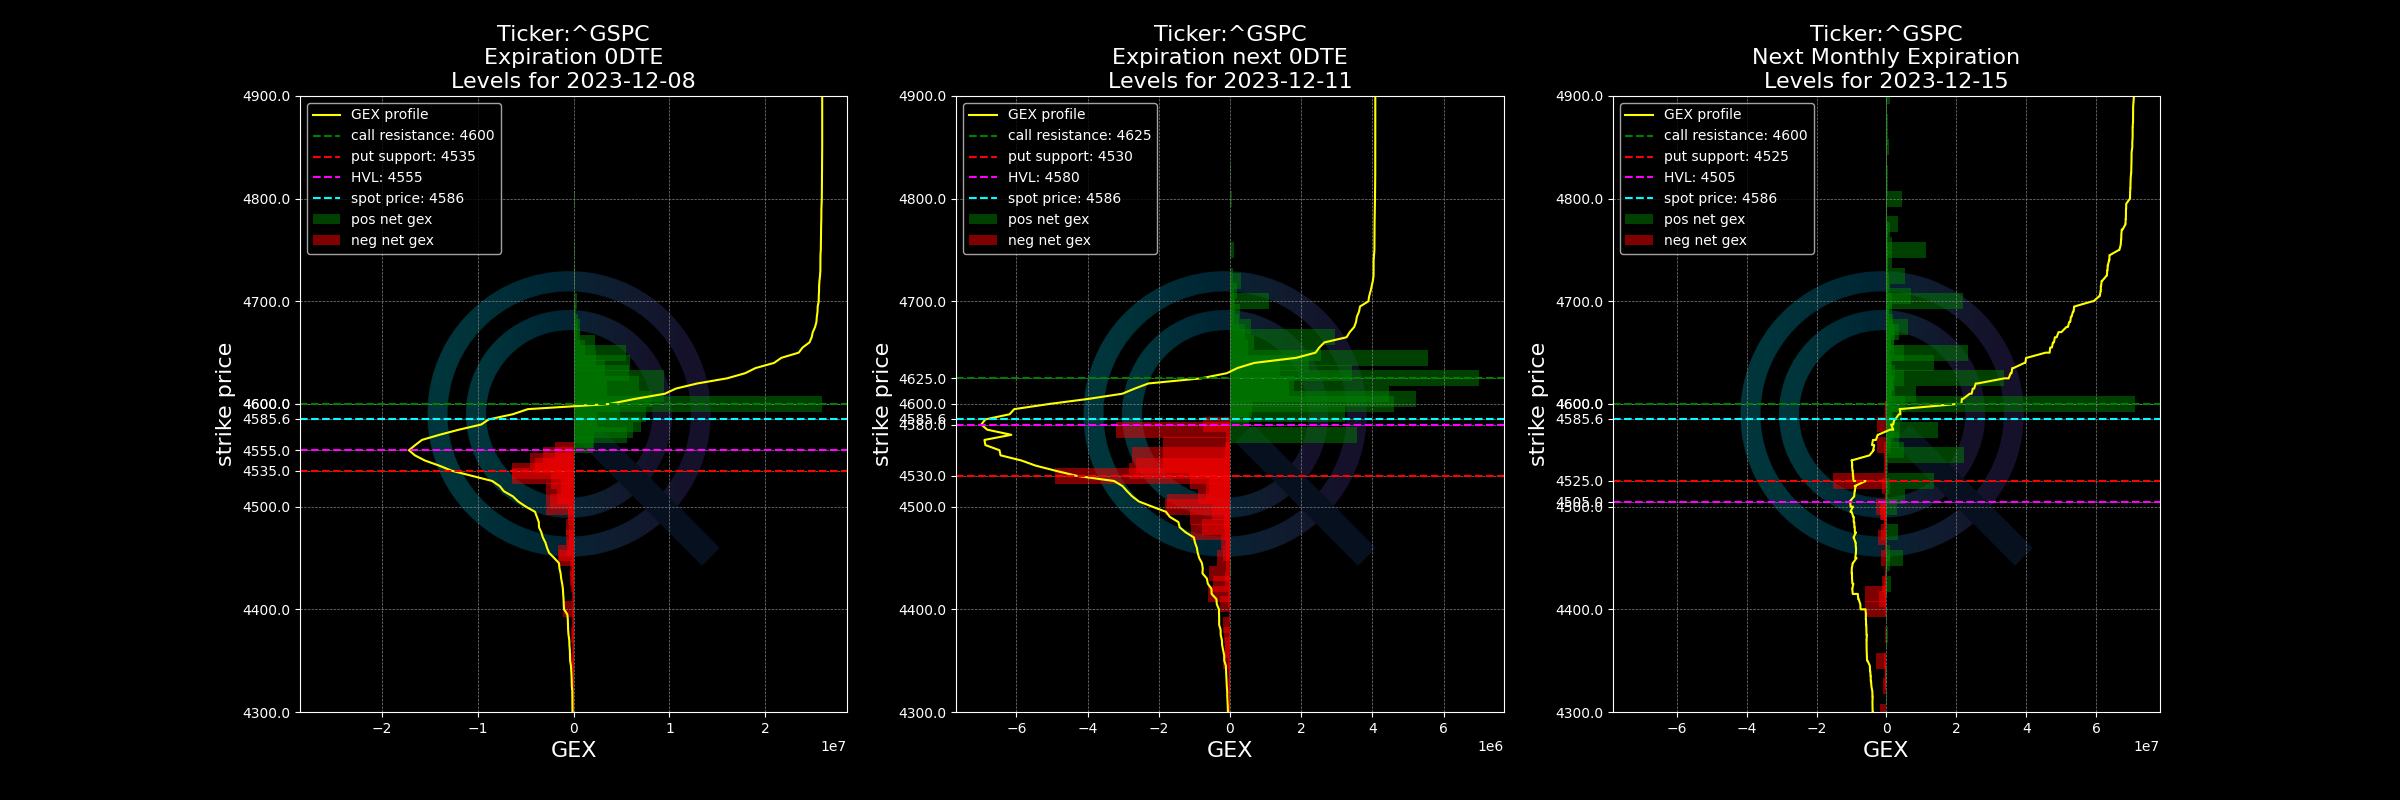 Ticker:^GSPC
Expiration 0DTE
Levels for 2023-12-08
GEX profile
call resistance: 4600
put support: 4535
HVL: 4555
spot price: 4586
pos net gex
neg net gex
4900.0
4800.0
4700.0
4600.0
4585.6
4555.0
4535.0
4500.0
4400.0
4300.0
strike price
−2 −1 0 1 2
1e7
GEX
Ticker:^GSPC
Expiration next 0DTE
Levels for 2023-12-11
GEX profile
call resistance: 4625
put support: 4530
HVL: 4580
spot price: 4586
pos net gex
neg net gex
4900.0
4800.0
4700.0
4625.0
4600.0
4530.0
4500.0
4400.0
4300.0
strike price
−6 −4 −2 0 2 4 6
1e6
GEX
Ticker:^GSPC
Next Monthly Expiration
Levels for 2023-12-15
GEX profile
call resistance: 4600
put support: 4525
HVL: 4505
spot price: 4586
pos net gex
neg net gex
4900.0
4800.0
4700.0
4600.0
4585.6
4525.0
4505.0
4500.0
4400.0
4300.0
strike price
−6 −4 −2 0 2 4 6
1e7
GEX